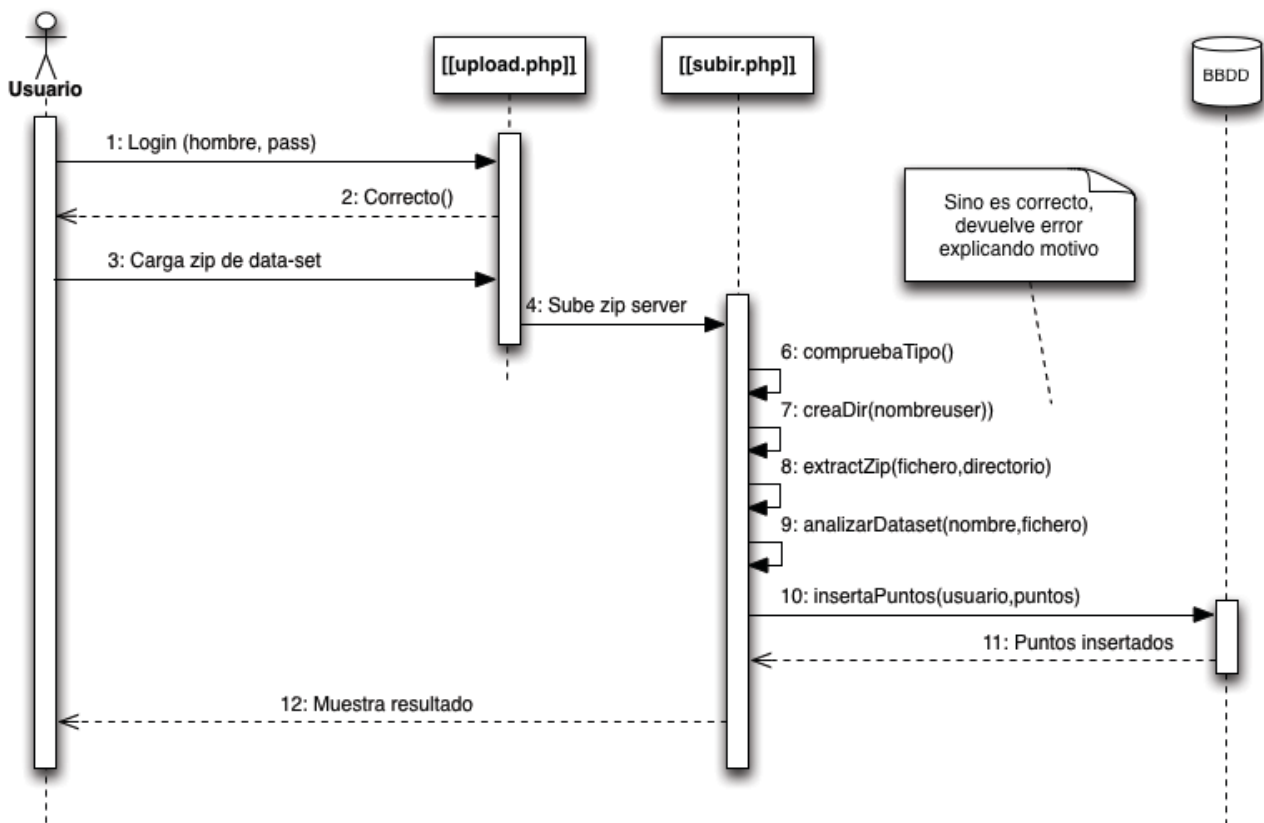 Usuario
[[upload.php]]
[[subir.php]]
BBDD
1: Login (hombre, pass)
2: Correcto()
3: Carga zip de data-set
4: Sube zip server
Sino es correcto,
devuelve error
explicando motivo
6: compruebaTipo()
7: creaDir(nombreuser))
8: extractZip(fichero,directorio)
9: analizarDataset(nombre,fichero)
10: insertaPuntos(usuario,puntos)
11: Puntos insertados
12: Muestra resultado